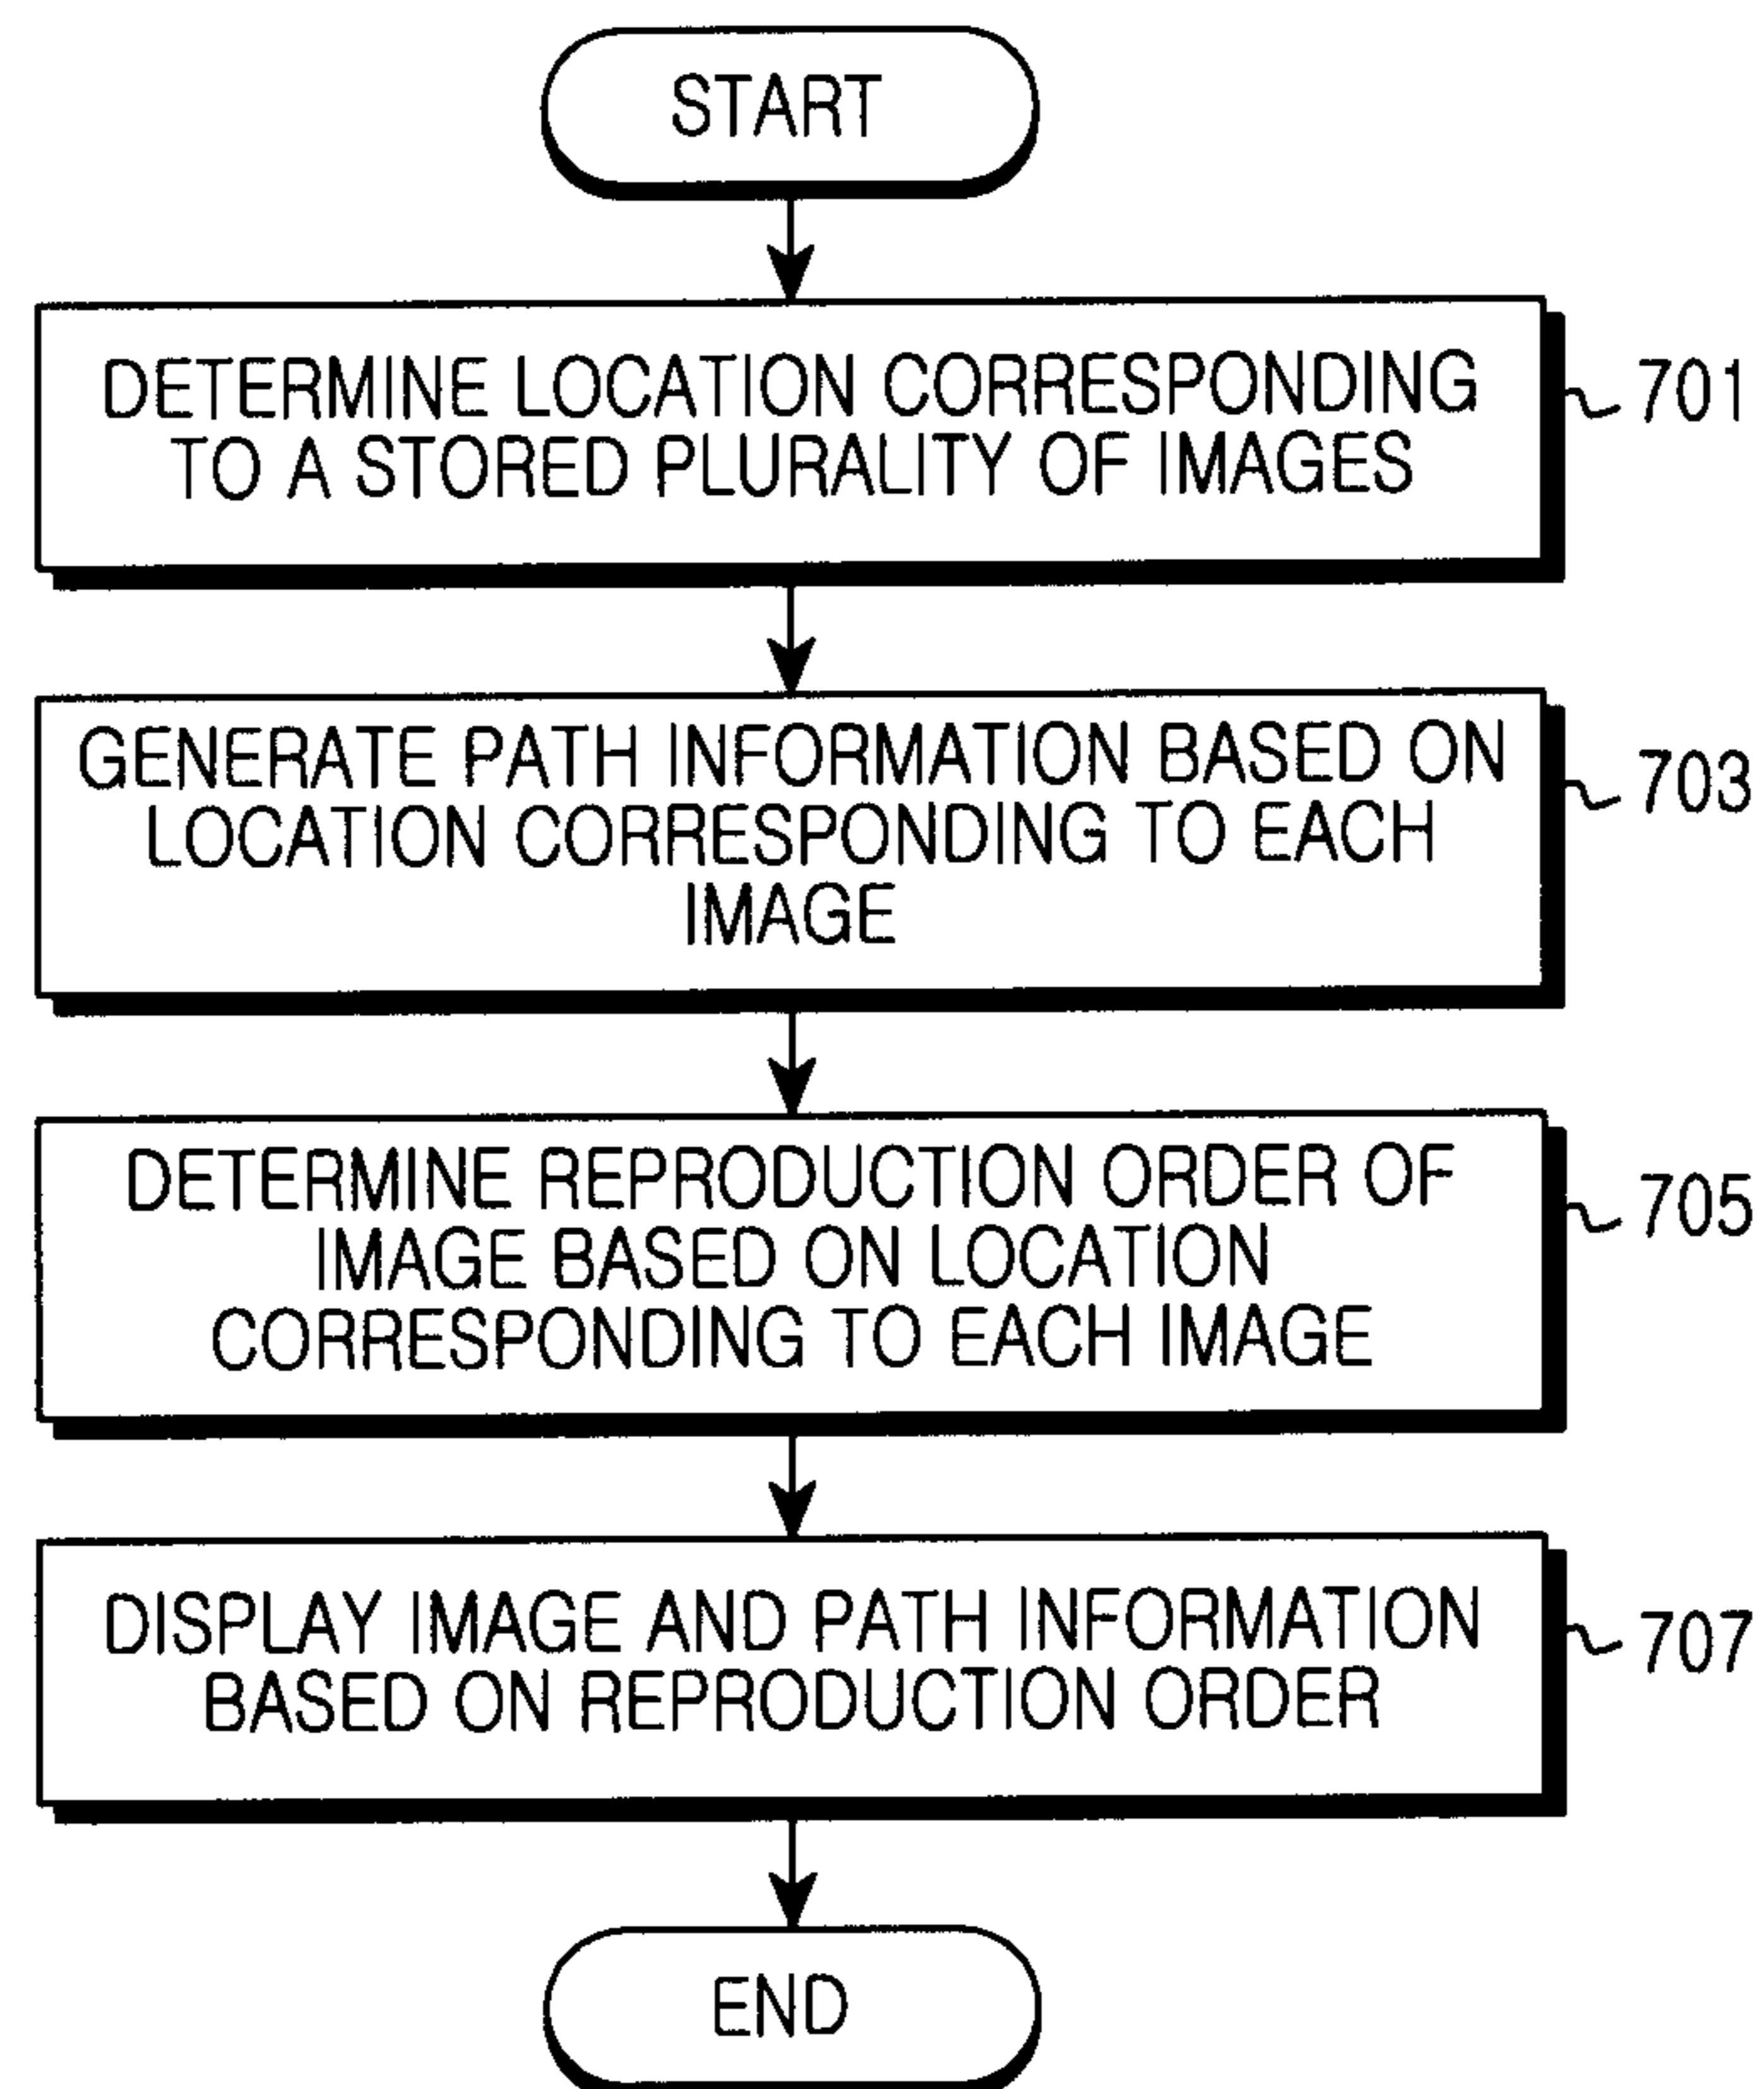 START
DETERMINE LOCATION CORRESPONDING
TO A STORED PLURALITY OF IMAGES
701
GENERATE PATH INFORMATION BASED ON
LOCATION CORRESPONDING TO EACH
IMAGE
703
DETERMINE REPRODUCTION ORDER OF
IMAGE BASED ON LOCATION
CORRESPONDING TO EACH IMAGE
705
DISPLAY IMAGE AND PATH INFORMATION
BASED ON REPRODUCTION ORDER
707
END